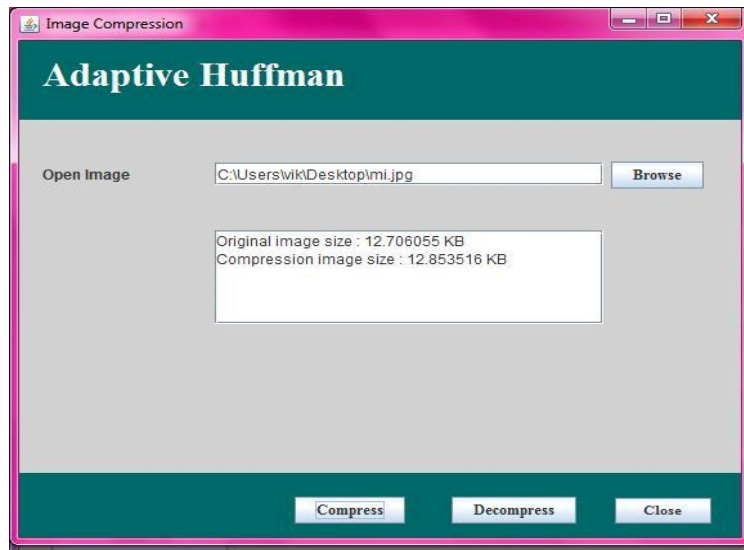 Image Compression
Adaptive Huffman
Open Image
C:\Users\vik\Desktop\mi.jpg
Browse
Original image size : 12.706055 KB
Compression image size : 12.853516 KB
Compress
Decompress
Close